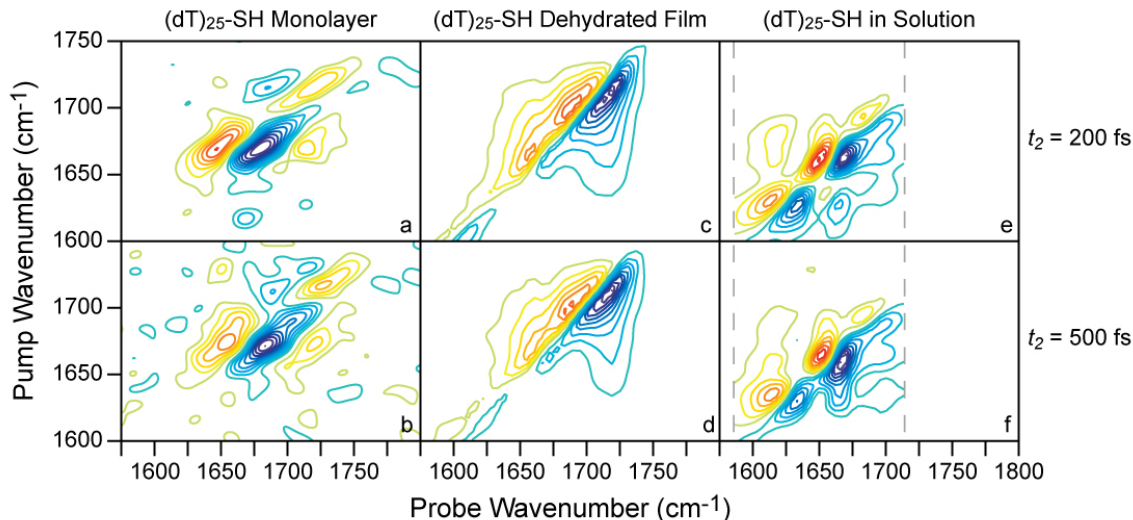 (dT)25-SH Monolayer (dT)25-SH Dehydrated Film (dT)25-SH in Solution
1750
1700
1650
1600
a c e
t2 = 200 fs
1700
1650
1600
b d f
t2 = 500 fs
1600 1650 1700 1750 1600 1650 1700 1750 1600 1650 1700 1750 1800
Pump Wavenumber (cm-1)
Probe Wavenumber (cm-1)